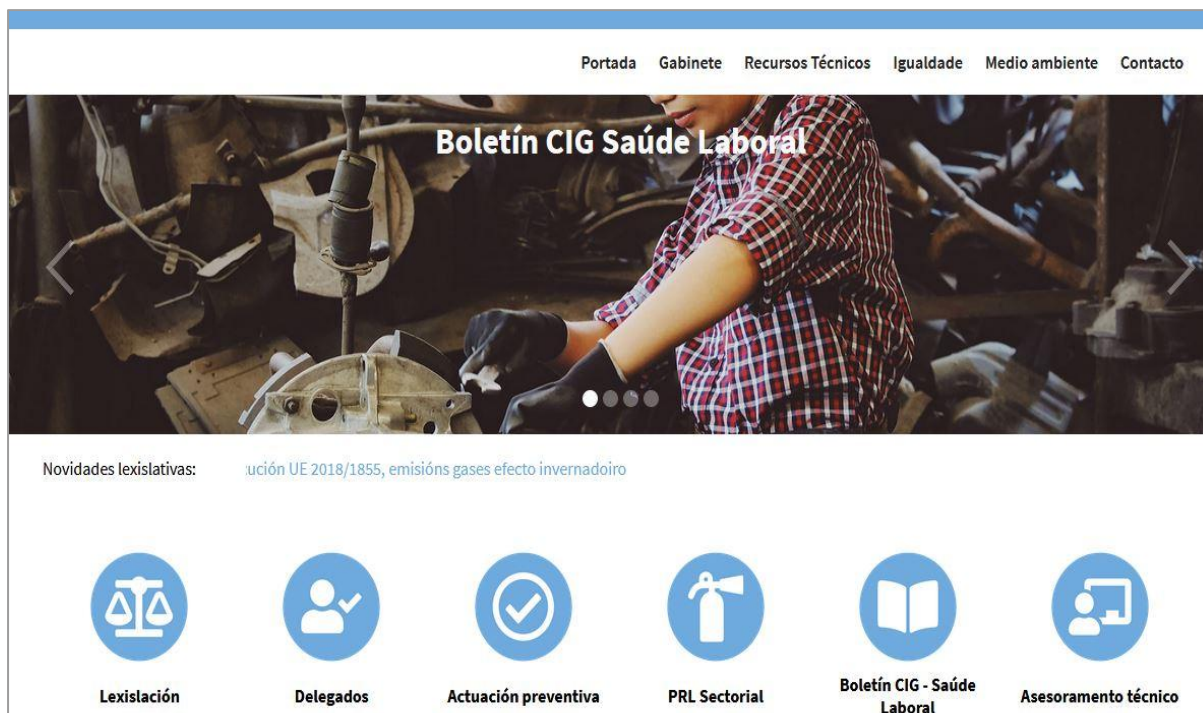 Portada Gabinete Recursos Técnicos Igualdade Medio ambiente Contacto
Boletín CIG Saúde Laboral
Novidades lexislativas: ución UE 2018/1855, emisións gases efecto invernadoiro
Lexislación
Delegados
Actuación preventiva
PRL Sectorial
Boletín CIG - Saúde
Laboral
Asesoramento técnico